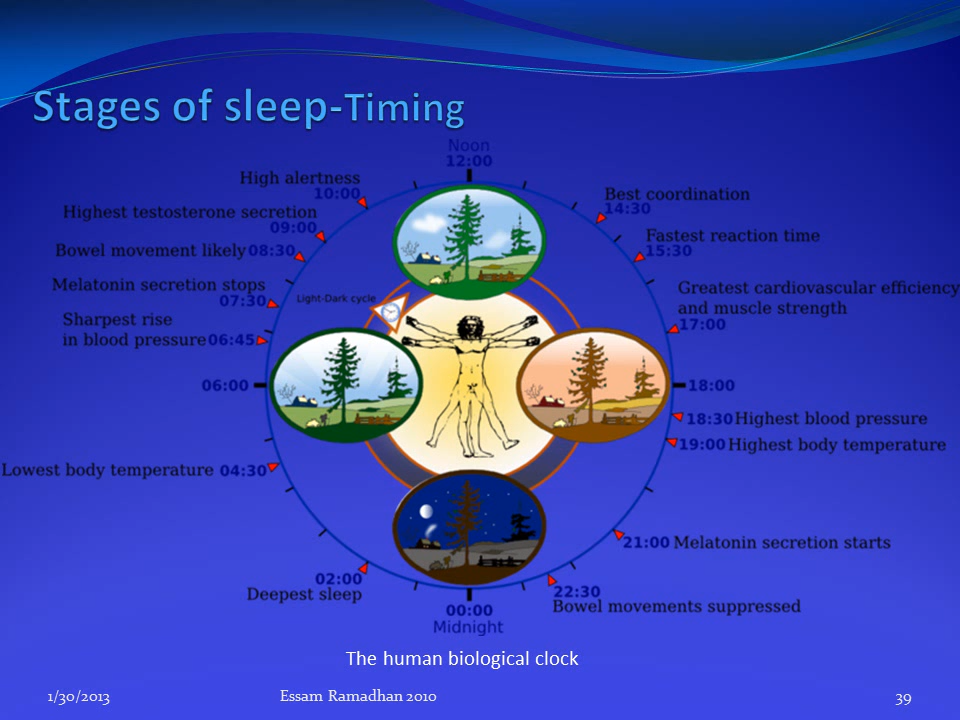 Stages of sleep-Timing
Noon
12:00
High alertness
10:00
Highest testosterone secretion
09:00
Bowel movement likely 08:30
Melatonin secretion stops
07:30
Sharpest rise
in blood pressure 06:45
06:00
Lowest body temperature 04:30
02:00
Deepest sleep
Light-Dark cycle
Best coordination
14:30
Fastest reaction time
15:30
Greatest cardiovascular efficiency
and muscle strength
17:00
18:00
18:30 Highest blood pressure
19:00 Highest body temperature
21:00 Melatonin secretion starts
22:30
Bowel movements suppressed
00:00
Midnight
The human biological clock
1/30/2013
Essam Ramadhan 2010
39